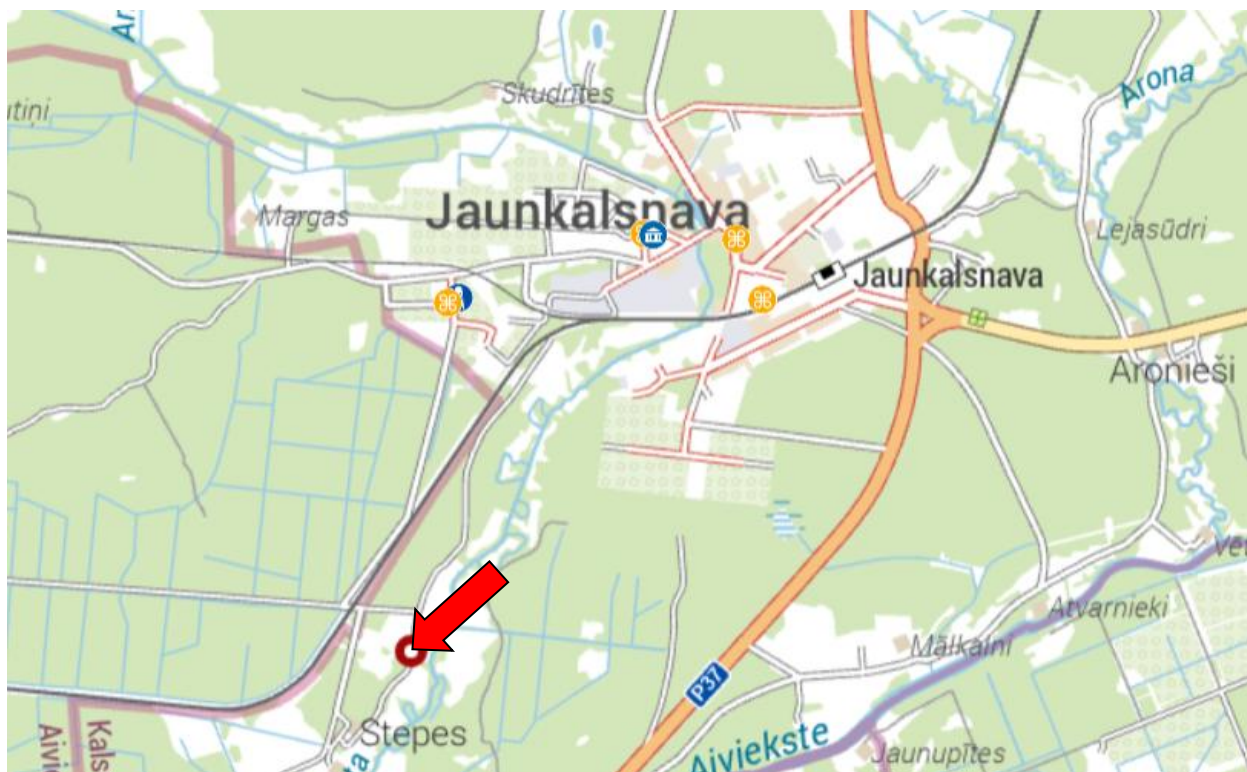 Skudrītes
Arona
Margas
Jaunkalsnava
Lejasūdri
Jaunkalsnava
Aronieši
Atvarnieki
Mālkalni
P37
Stepes
Aiviekste
Jaunupītes